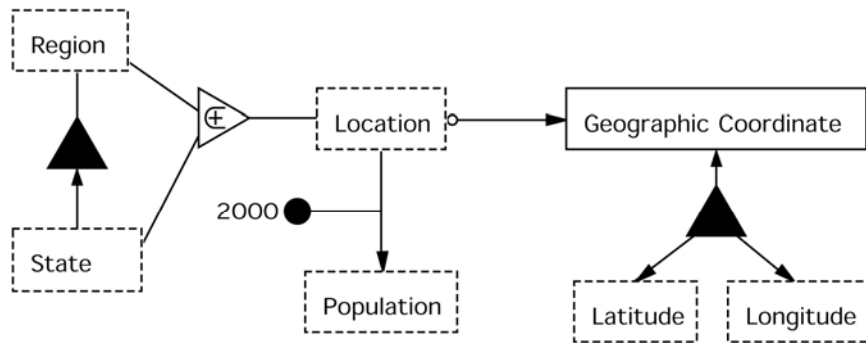 Region
Location
Geographic Coordinate
2000
State
Population
Latitude
Longitude